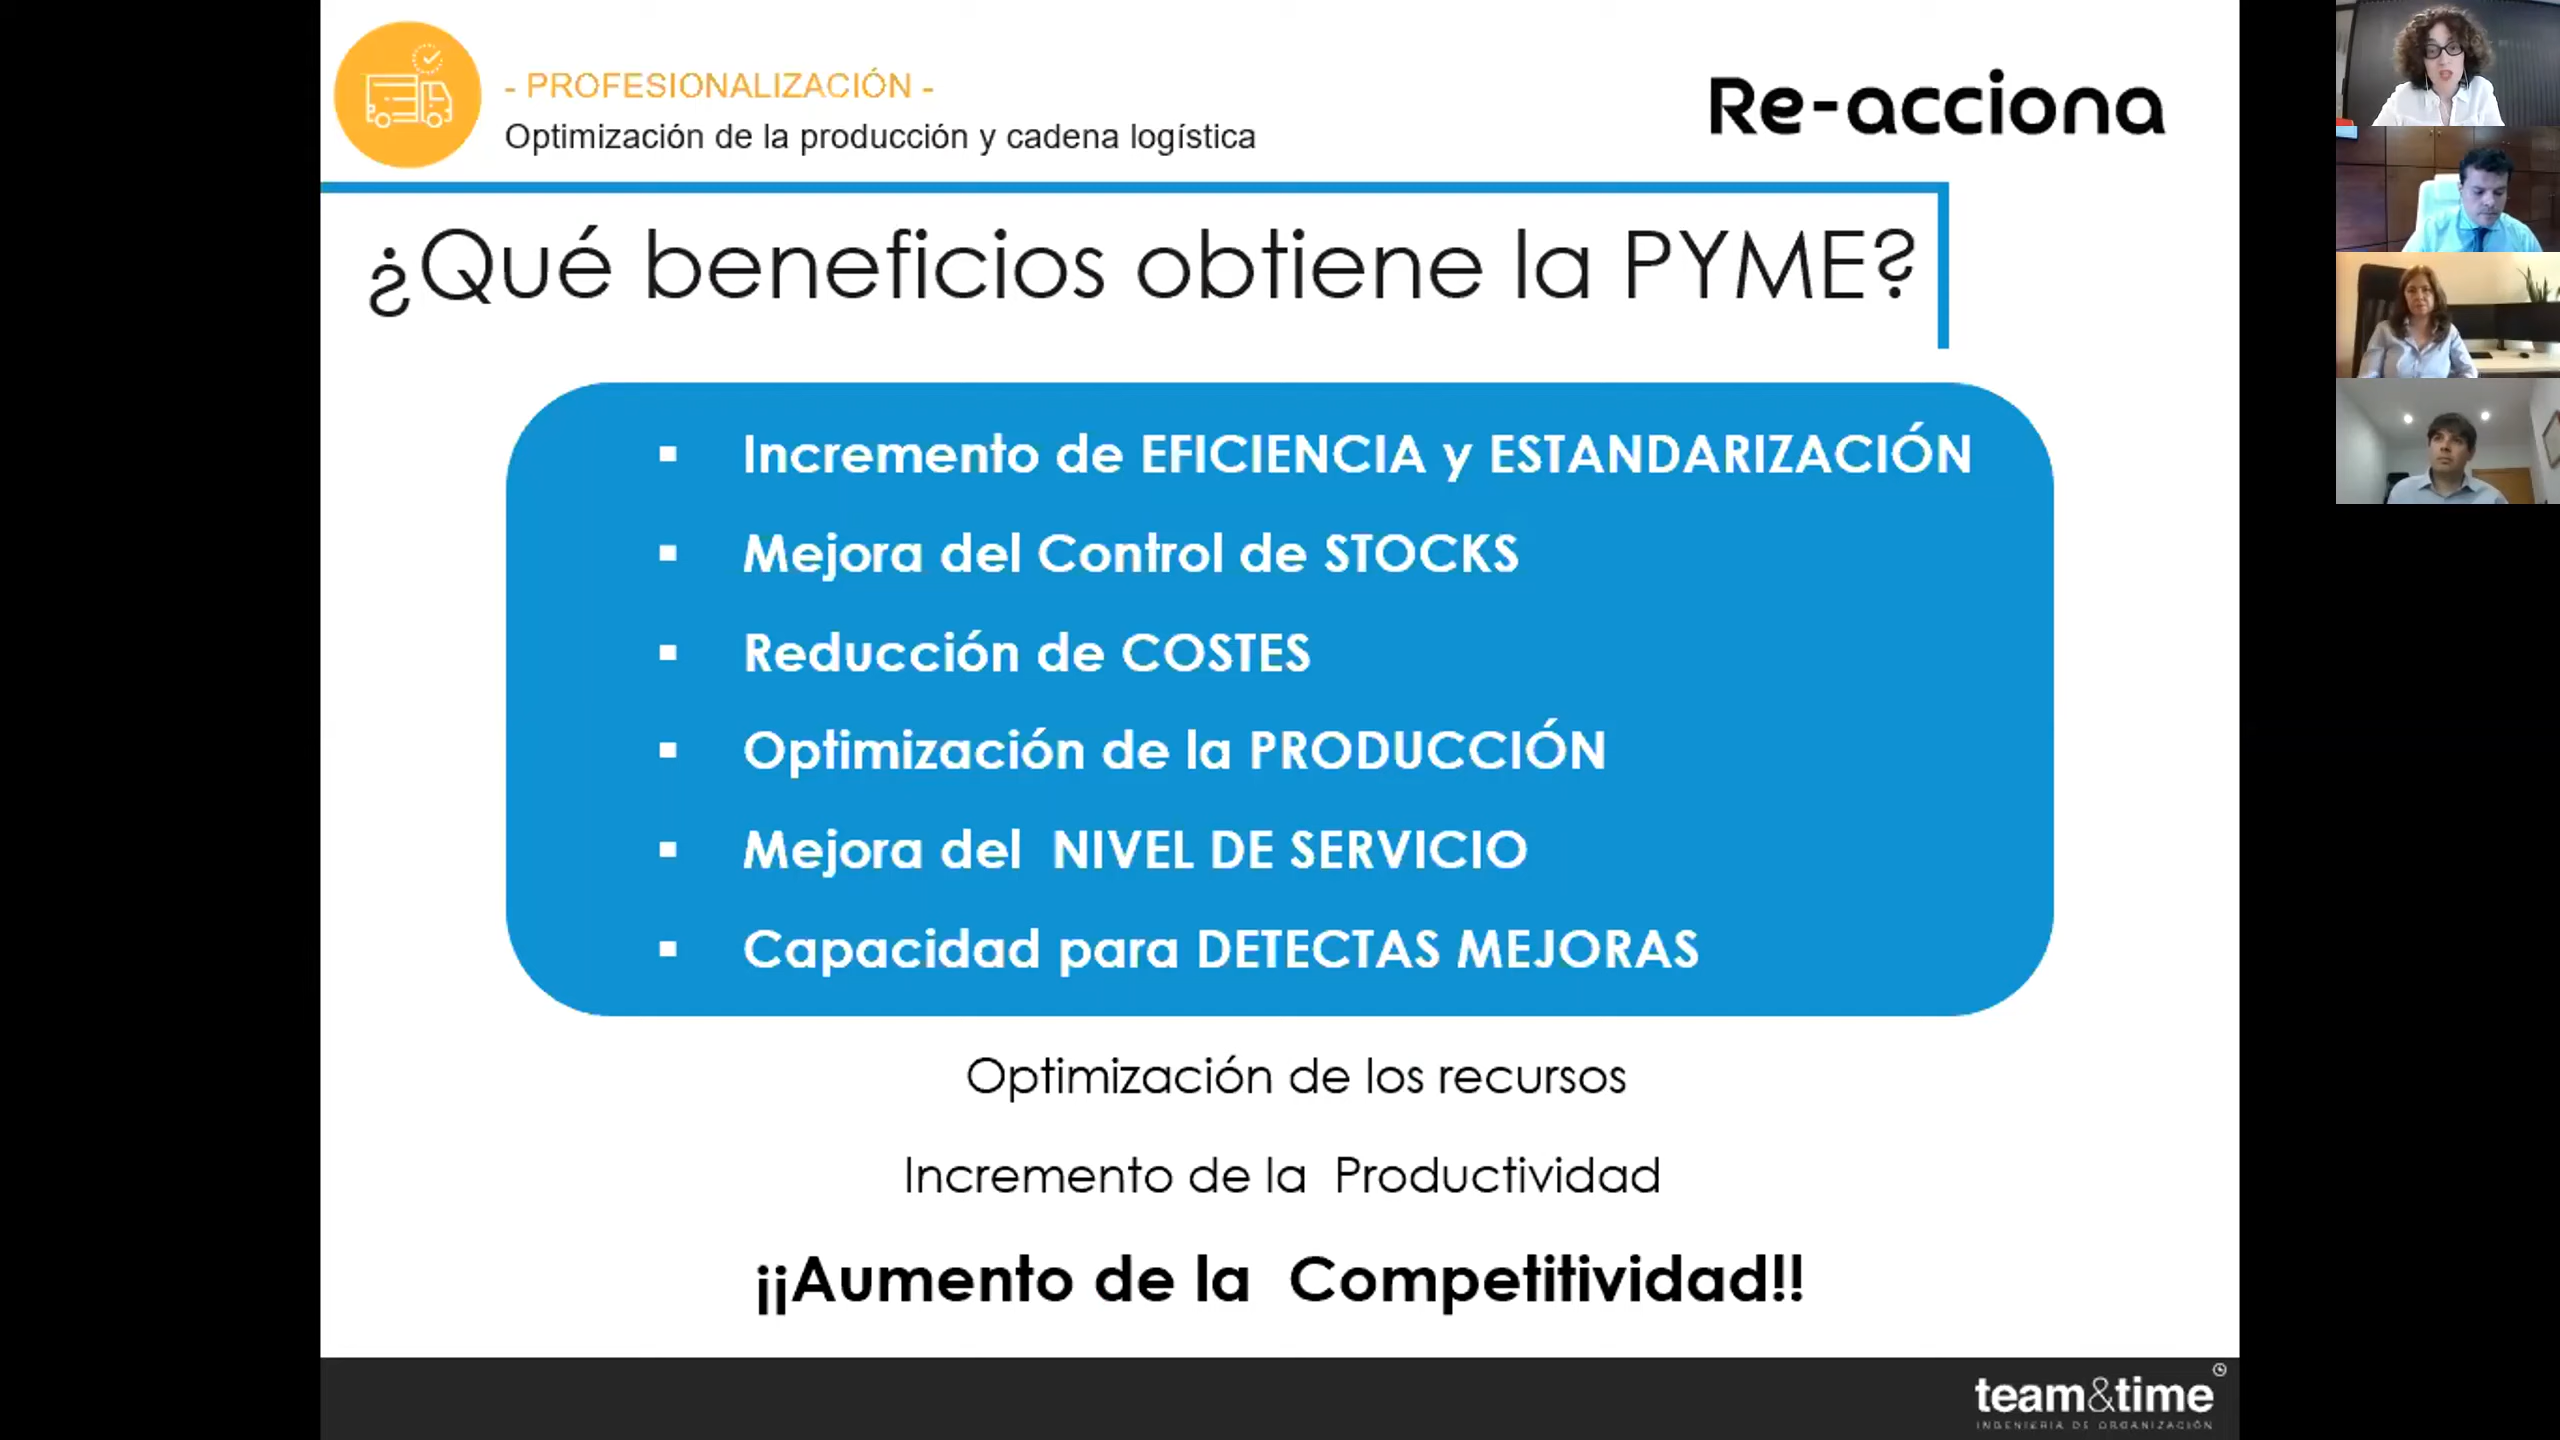 - PROFESIONALIZACIÓN -
Optimización de la producción y cadena logística
Re-acciona
¿Qué beneficios obtiene la PYME?
▪ Incremento de EFICIENCIA y ESTANDARIZACIÓN
▪ Mejora del Control de STOCKS
▪ Reducción de COSTES
▪ Optimización de la PRODUCCIÓN
▪ Mejora del NIVEL DE SERVICIO
▪ Capacidad para DETECTAS MEJORAS
Optimización de los recursos
Incremento de la Productividad
¡¡Aumento de la Competitividad!!
team&time
INGENIERIA DE ORGANIZACIÓN